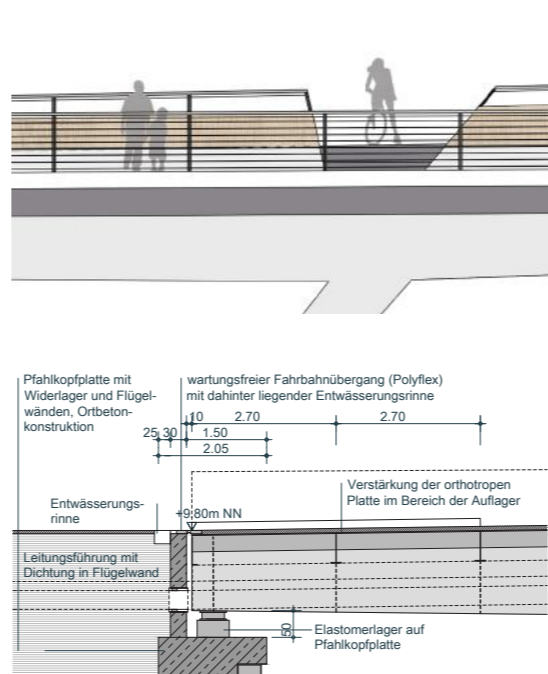 Pfahlkopfplatte mit
Widerlager und Flügel-
wänden, Ortbeton-
konstruktion
wartungsfreier Fahrbahnübergang (Polyflex)
mit dahinter liegender Entwässerungsrinne
10 2.70 2.70
25 30 1.50
2.05
Verstärkung der orthotropen
Platte im Bereich der Auflager
Entwässerungs-
rinne
+9,80m NN
Leitungsführung mit
Dichtung in Flügelwand
50
Elastomerlager auf
Pfahlkopfplatte